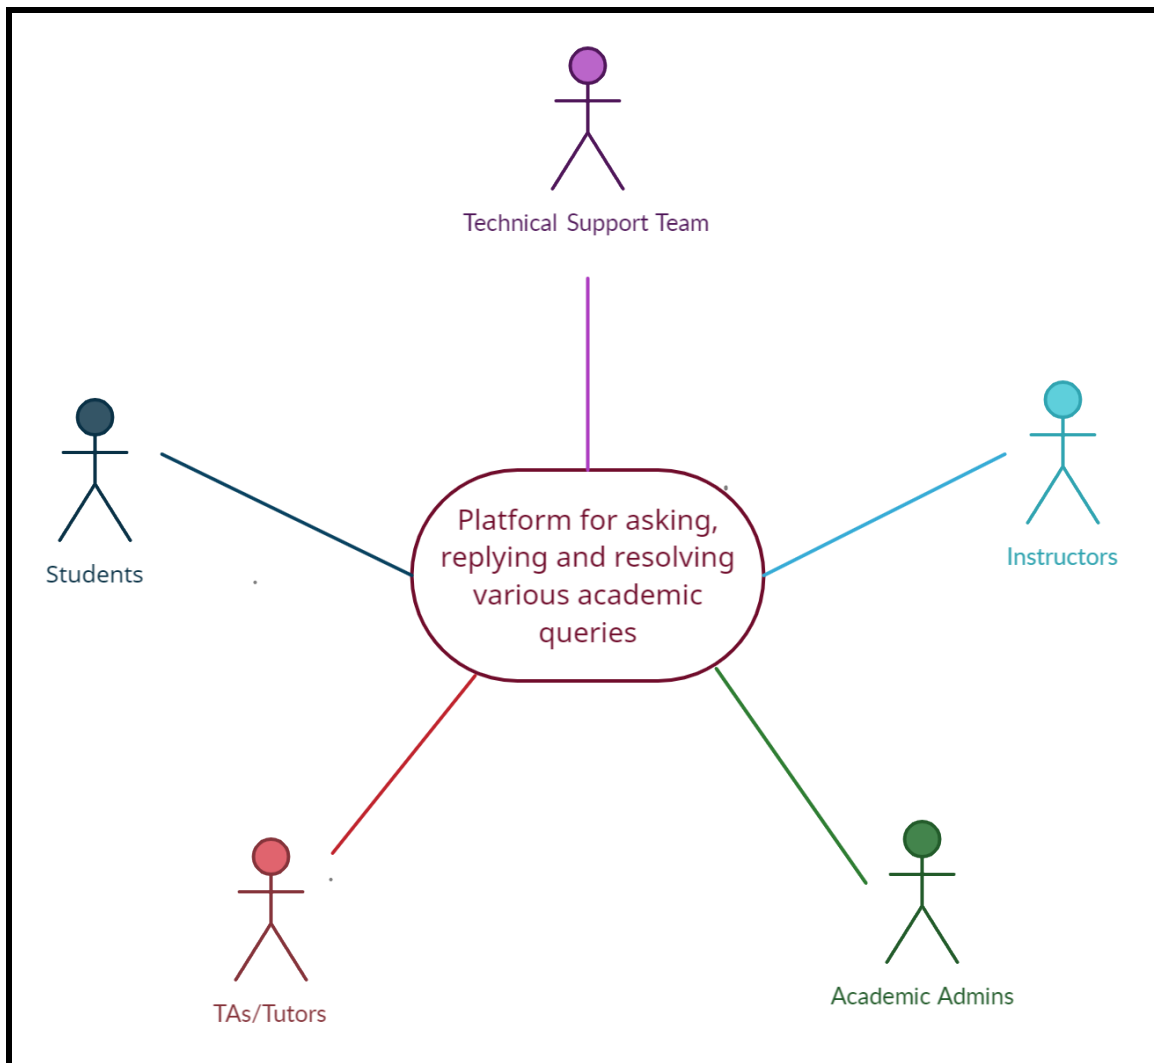 Technical Support Team
Students
Platform for asking,
replying and resolving
various academic
queries
Instructors
TAs/Tutors
Academic Admins